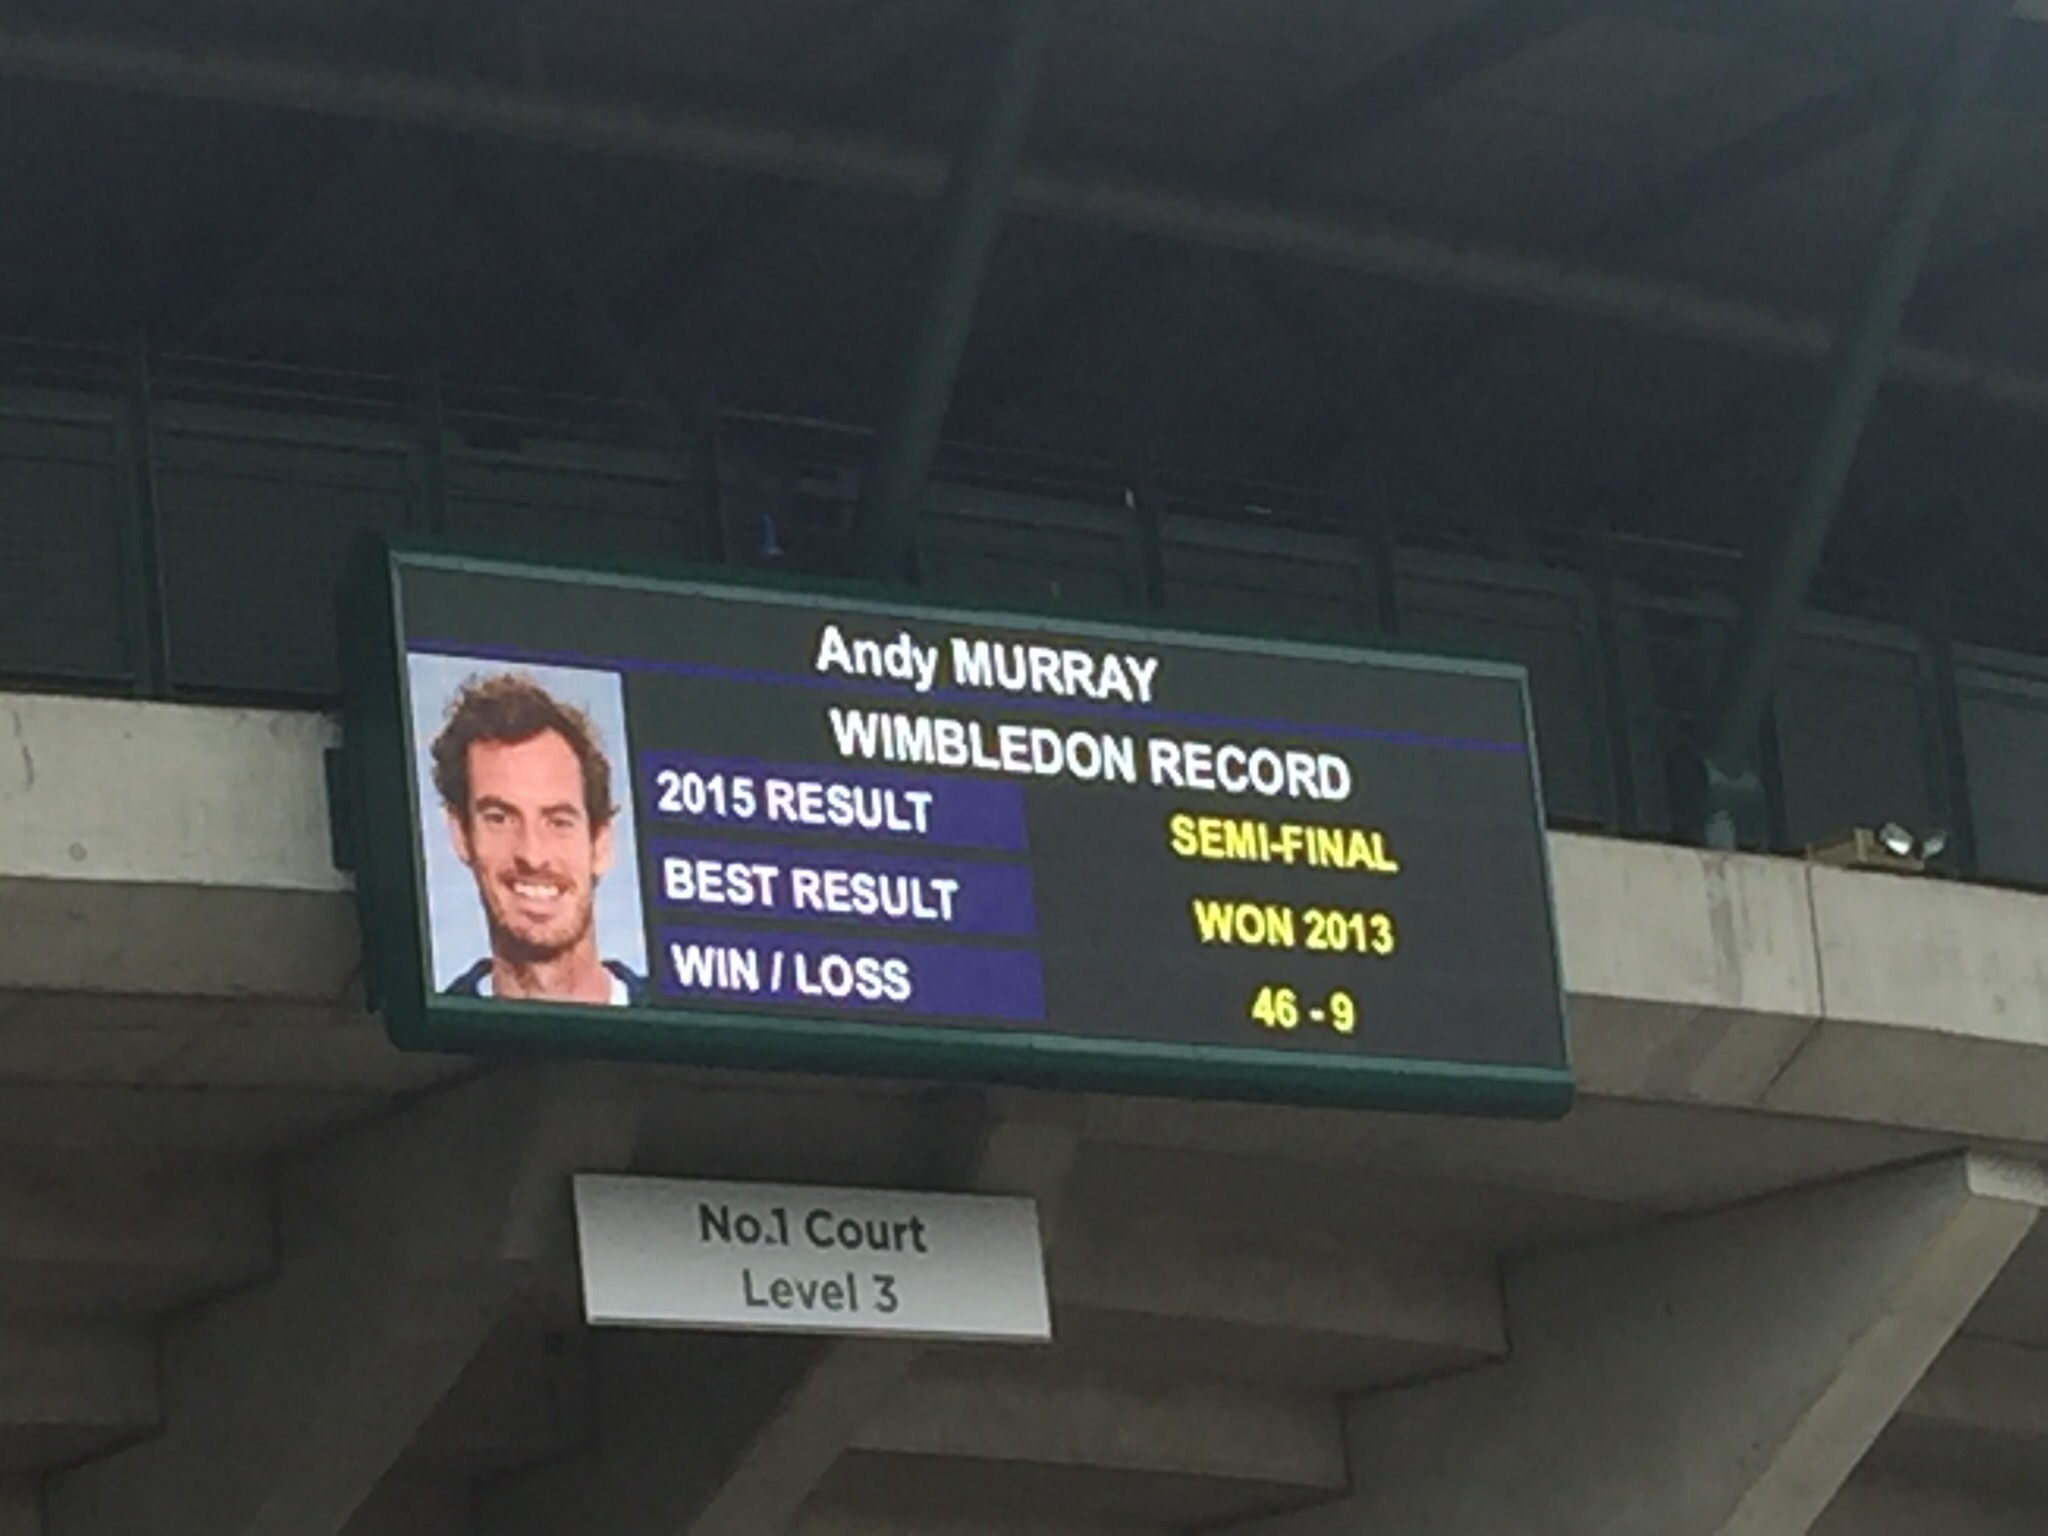 Andy MURRAY
WIMBLEDON RECORD
2015 RESULT SEMI-FINAL
BEST RESULT WON 2013
WIN / LOSS 46 - 9
No.1 Court
Level 3